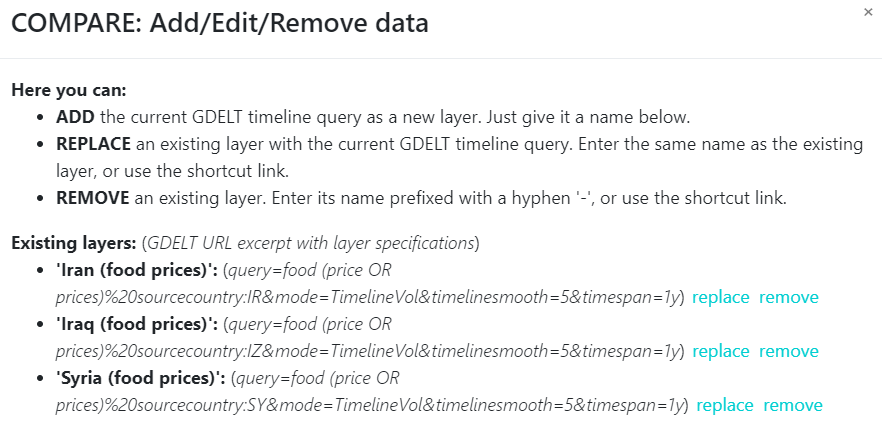 COMPARE: Add/Edit/Remove data
×
Here you can:
• ADD the current GDELT timeline query as a new layer. Just give it a name below.
• REPLACE an existing layer with the current GDELT timeline query. Enter the same name as the existing
layer, or use the shortcut link.
• REMOVE an existing layer. Enter its name prefixed with a hyphen '-', or use the shortcut link.
Existing layers: (GDELT URL excerpt with layer specifications)
• 'Iran (food prices)': (query=food (price OR
prices)%20sourcecountry:IR&mode=TimelineVol&timelinesmooth=5&timespan=1y) replace remove
• 'Iraq (food prices)': (query=food (price OR
prices)%20sourcecountry:IZ&mode=TimelineVol&timelinesmooth=5&timespan=1y) replace remove
• 'Syria (food prices)': (query=food (price OR
prices)%20sourcecountry:SY&mode=TimelineVol&timelinesmooth=5&timespan=1y) replace remove